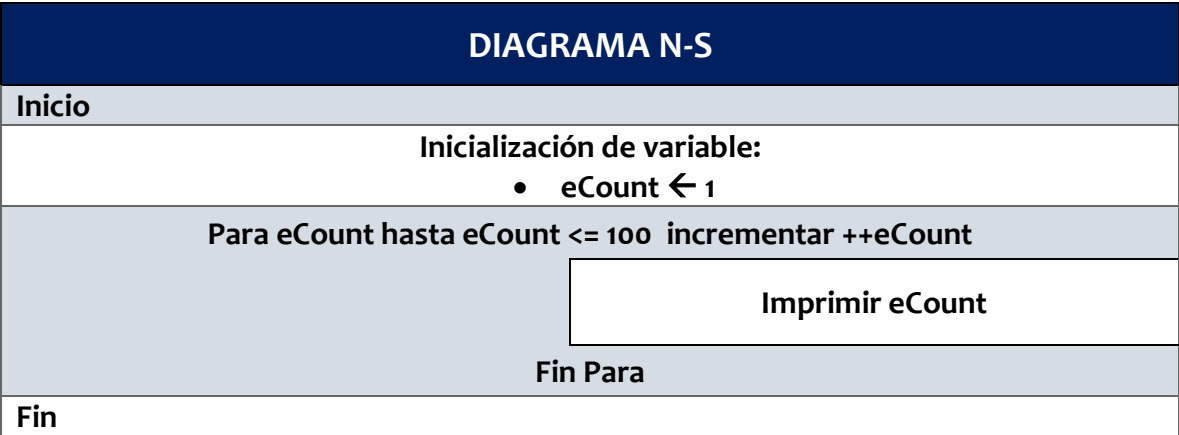 DIAGRAMA N-S
Inicio
Inicialización de variable:
• eCount ← 1
Para eCount hasta eCount <= 100 incrementar ++eCount
Imprimir eCount
Fin Para
Fin